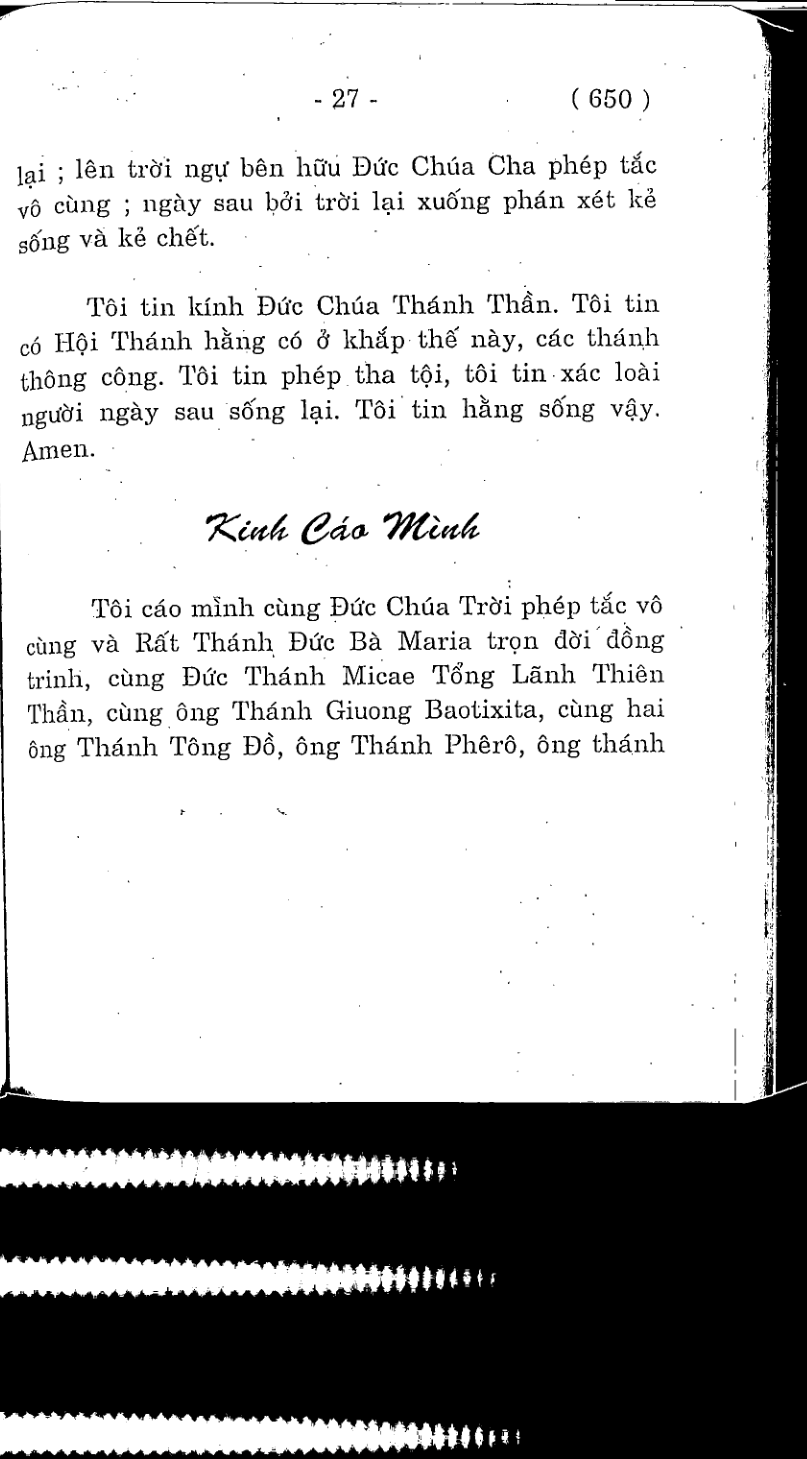 - 27 - ( 650 )
lại ; lên trời ngự bên hữu Đức Chúa Cha phép tắc
vô cùng ; ngày sau bởi trời lại xuống phán xét kẻ
sống và kẻ chết.
Tôi tin kính Đức Chúa Thánh Thần. Tôi tin
có Hội Thánh hằng có ở khắp thế này, các thánh
thông công. Tôi tin phép tha tội, tôi tin xác loài
người ngày sau sống lại. Tôi tin hằng sống vậy.
Amen.
Kinh Cáo Mình
Tôi cáo mình cùng Đức Chúa Trời phép tắc vô
cùng và Rất Thánh Đức Bà Maria trọn đời đồng
trinh, cùng Đức Thánh Micae Tổng Lãnh Thiên
Thần, cùng ông Thánh Giuong Baotixita, cùng hai
ông Thánh Tông Đồ, ông Thánh Phêrô, ông thánh